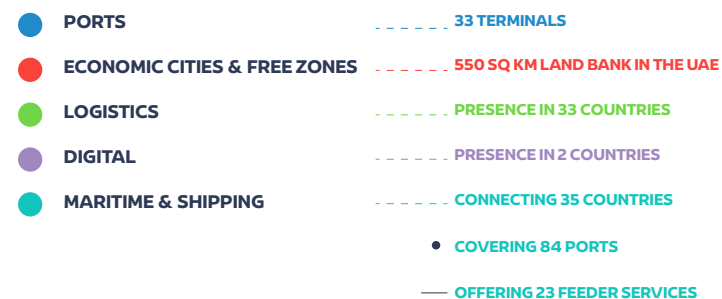 PORTS 33 TERMINALS
ECONOMIC CITIES & FREE ZONES 550 SQ KM LAND BANK IN THE UAE
LOGISTICS PRESENCE IN 33 COUNTRIES
DIGITAL PRESENCE IN 2 COUNTRIES
MARITIME & SHIPPING CONNECTING 35 COUNTRIES
COVERING 84 PORTS
OFFERING 23 FEEDER SERVICES